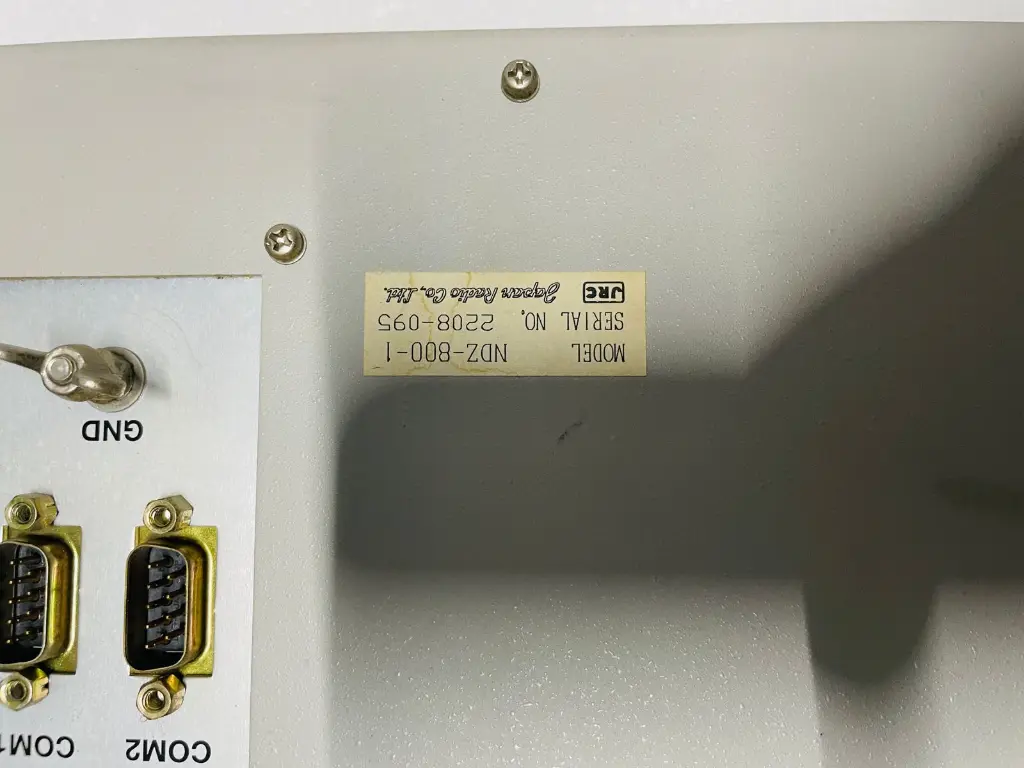 COM2 COM1
GND
MODEL NDZ-800-1
SERIAL NO. 2208-095
JRC Japan Radio Co., Ltd.